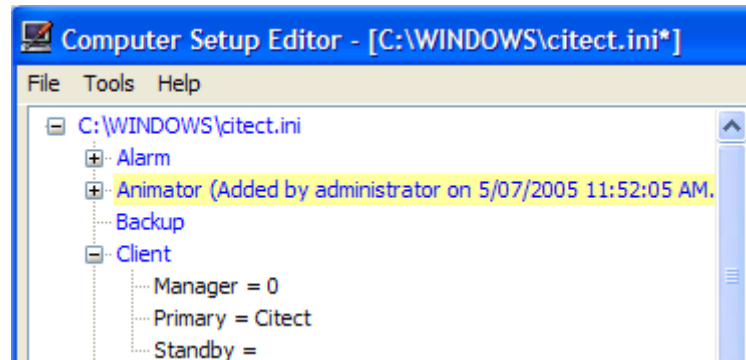 Computer Setup Editor - [C:\WINDOWS\citect.ini*]
File Tools Help
C:\WINDOWS\citect.ini
Alarm
Animator (Added by administrator on 5/07/2005 11:52:05 AM.
Backup
Client
Manager = 0
Primary = Citect
Standby =